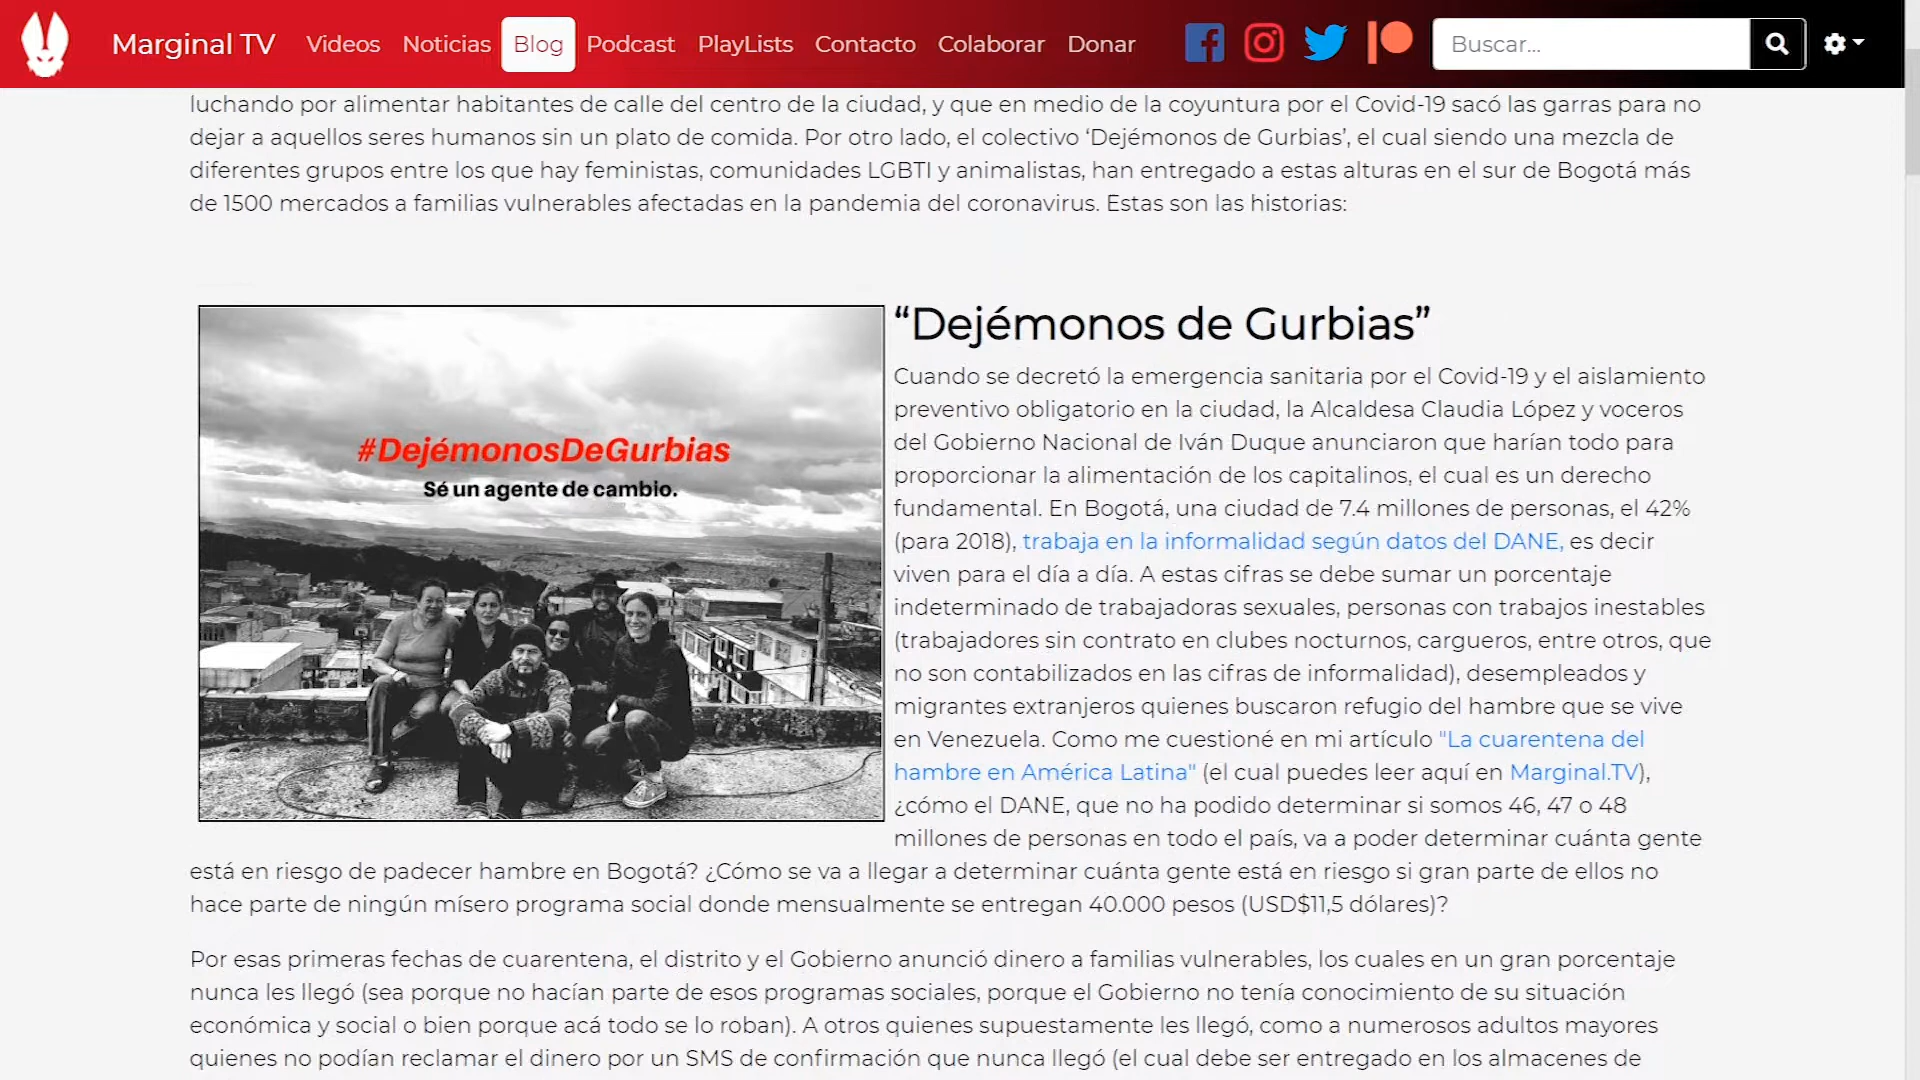 Marginal TV Videos Noticias Blog Podcast PlayLists Contacto Colaborar Donar Buscar...
luchando por alimentar habitantes de calle del centro de la ciudad, y que en medio de la coyuntura por el Covid-19 sacó las garras para no
dejar a aquellos seres humanos sin un plato de comida. Por otro lado, el colectivo ‘Dejémonos de Gurbias’, el cual siendo una mezcla de
diferentes grupos entre los que hay feministas, comunidades LGBTI y animalistas, han entregado a estas alturas en el sur de Bogotá más
de 1500 mercados a familias vulnerables afectadas en la pandemia del coronavirus. Estas son las historias:
#DejémonosDeGurbias
Sé un agente de cambio.
“Dejémonos de Gurbias”
Cuando se decretó la emergencia sanitaria por el Covid-19 y el aislamiento
preventivo obligatorio en la ciudad, la Alcaldesa Claudia López y voceros
del Gobierno Nacional de Iván Duque anunciaron que harían todo para
proporcionar la alimentación de los capitalinos, el cual es un derecho
fundamental. En Bogotá, una ciudad de 7.4 millones de personas, el 42%
(para 2018), trabaja en la informalidad según datos del DANE, es decir
viven para el día a día. A estas cifras se debe sumar un porcentaje
indeterminado de trabajadoras sexuales, personas con trabajos inestables
(trabajadores sin contrato en clubes nocturnos, cargueros, entre otros, que
no son contabilizados en las cifras de informalidad), desempleados y
migrantes extranjeros quienes buscaron refugio del hambre que se vive
en Venezuela. Como me cuestioné en mi artículo "La cuarentena del
hambre en América Latina" (el cual puedes leer aquí en Marginal.TV),
¿cómo el DANE, que no ha podido determinar si somos 46, 47 o 48
millones de personas en todo el país, va a poder determinar cuánta gente
está en riesgo de padecer hambre en Bogotá? ¿Cómo se va a llegar a determinar cuánta gente está en riesgo si gran parte de ellos no
hace parte de ningún mísero programa social donde mensualmente se entregan 40.000 pesos (USD$11,5 dólares)?
Por esas primeras fechas de cuarentena, el distrito y el Gobierno anunció dinero a familias vulnerables, los cuales en un gran porcentaje
nunca les llegó (sea porque no hacían parte de esos programas sociales, porque el Gobierno no tenía conocimiento de su situación
económica y social o bien porque acá todo se lo roban). A otros quienes supuestamente les llegó, como a numerosos adultos mayores
quienes no podían reclamar el dinero por un SMS de confirmación que nunca llegó (el cual debe ser entregado en los almacenes de